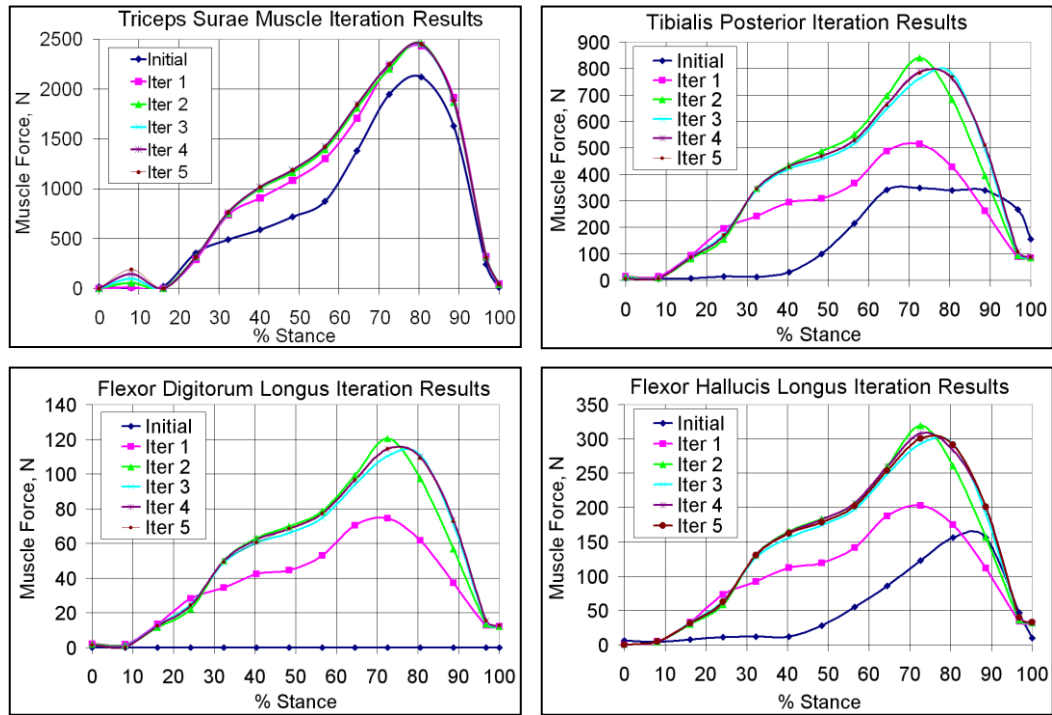 Triceps Surae Muscle Iteration Results
Muscle Force, N
2500
2000
1500
1000
500
0
Initial
Iter 1
Iter 2
Iter 3
Iter 4
Iter 5
0 10 20 30 40 50 60 70 80 90 100
% Stance
Tibialis Posterior Iteration Results
Muscle Force, N
900
800
700
600
500
400
300
200
100
0
Initial
Iter 1
Iter 2
Iter 3
Iter 4
Iter 5
0 10 20 30 40 50 60 70 80 90 100
% Stance
Flexor Digitorum Longus Iteration Results
Muscle Force, N
140
120
100
80
60
40
20
0
Initial
Iter 1
Iter 2
Iter 3
Iter 4
Iter 5
0 10 20 30 40 50 60 70 80 90 100
% Stance
Flexor Hallucis Longus Iteration Results
Muscle Force, N
350
300
250
200
150
100
50
0
Initial
Iter 1
Iter 2
Iter 3
Iter 4
Iter 5
0 10 20 30 40 50 60 70 80 90 100
% Stance